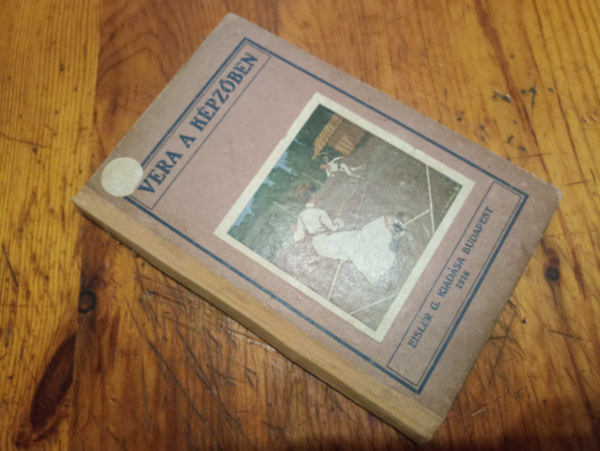 VERA A KÉPZŐBEN
EISLER G. KIADÁSA BUDAPEST
1916